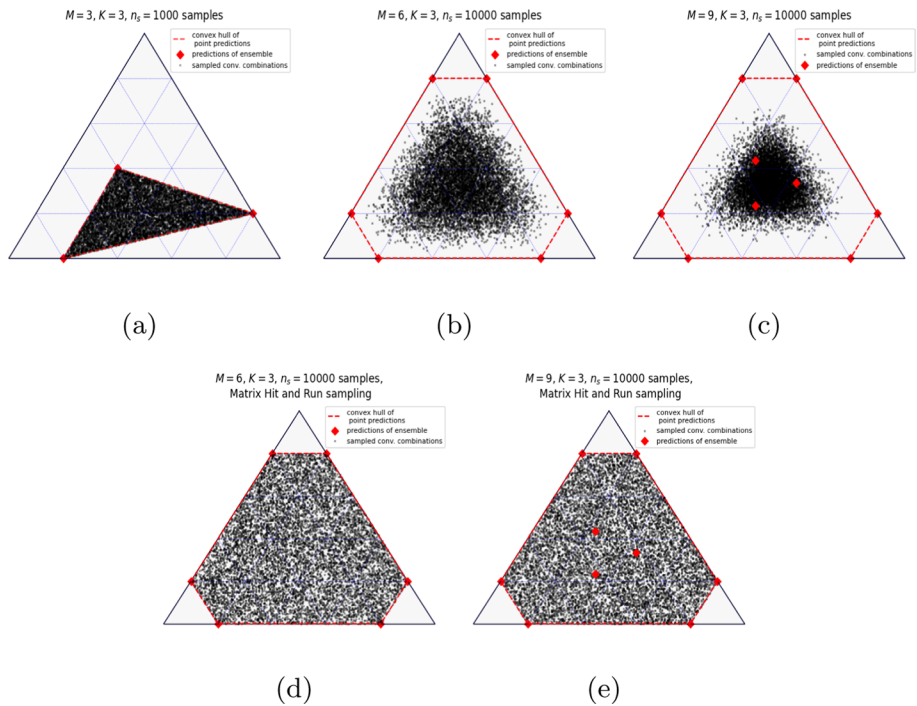 M = 3, K = 3, n_s = 1000 samples
convex hull of
point predictions
predictions of ensemble
sampled conv. combinations
(a)
M = 6, K = 3, n_s = 10000 samples
convex hull of
point predictions
predictions of ensemble
sampled conv. combinations
(b)
M = 9, K = 3, n_s = 10000 samples
convex hull of
point predictions
sampled conv. combinations
predictions of ensemble
(c)
M = 6, K = 3, n_s = 10000 samples,
Matrix Hit and Run sampling
convex hull of
point predictions
predictions of ensemble
sampled conv. combinations
(d)
M = 9, K = 3, n_s = 10000 samples,
Matrix Hit and Run sampling
convex hull of
point predictions
sampled conv. combinations
predictions of ensemble
(e)